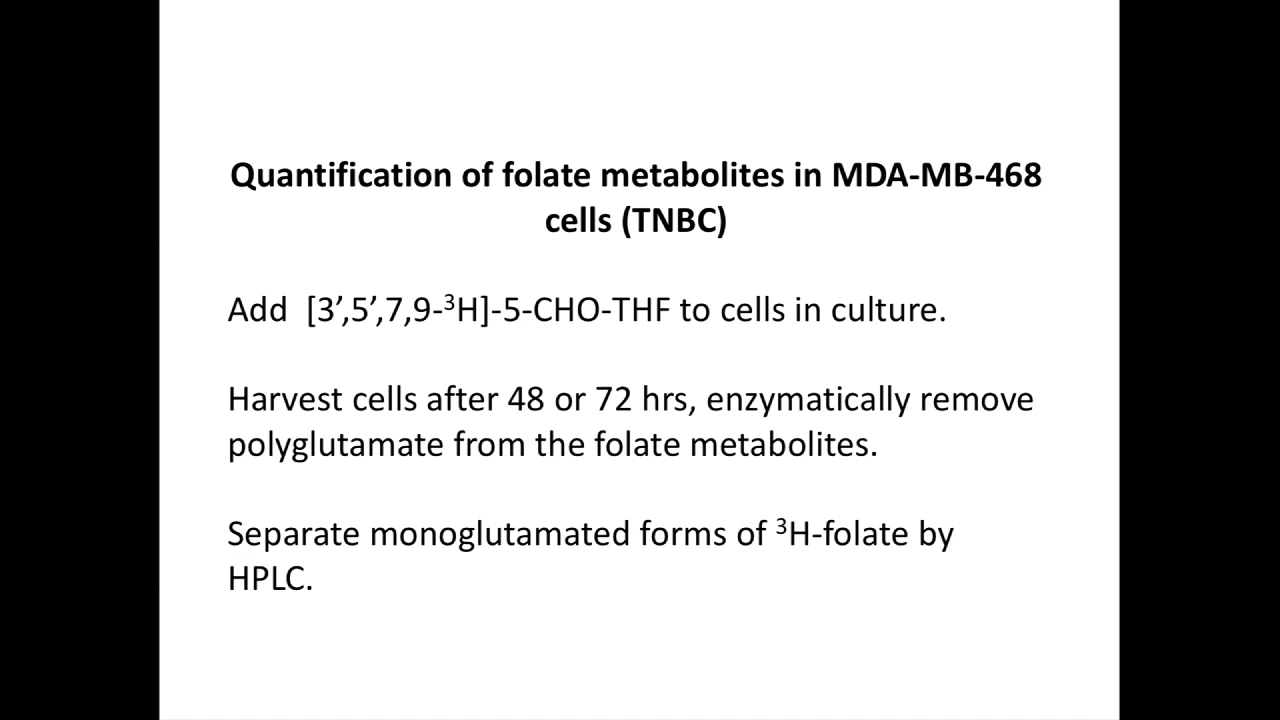 Quantification of folate metabolites in MDA-MB-468
cells (TNBC)
Add  [3’,5’,7,9-³H]-5-CHO-THF to cells in culture.
Harvest cells after 48 or 72 hrs, enzymatically remove
polyglutamate from the folate metabolites.
Separate monoglutamated forms of ³H-folate by
HPLC.